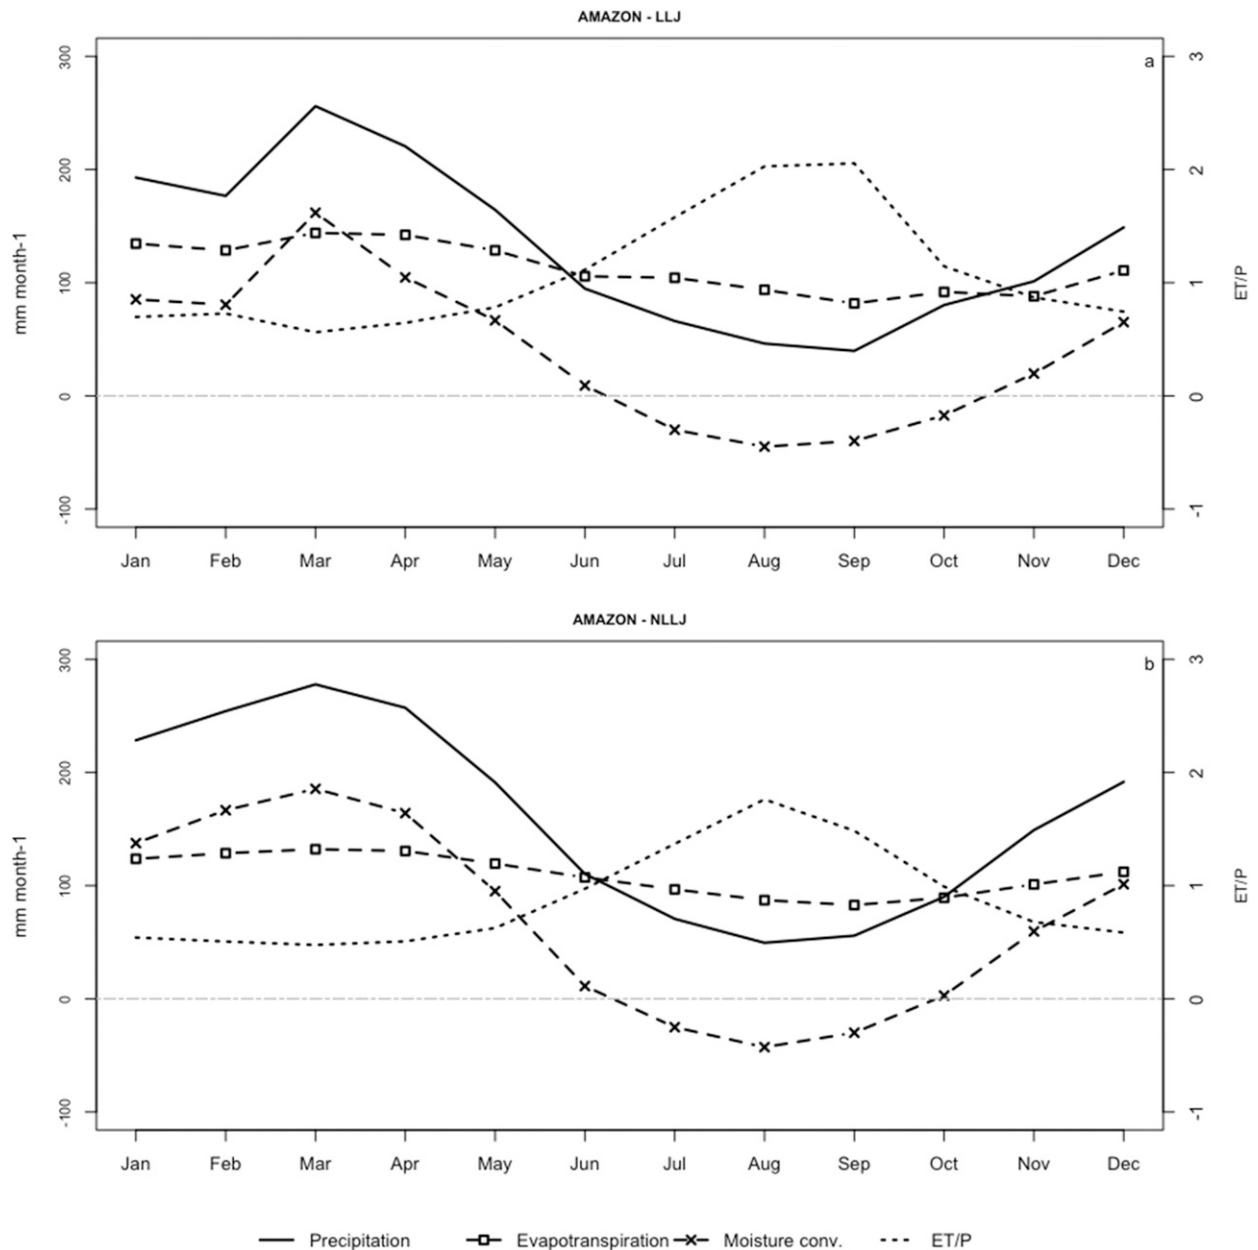 AMAZON - LLJ
a
300
200
100
0
-100
mm month-1
3
2
1
0
-1
ET/P
Jan Feb Mar Apr May Jun Jul Aug Sep Oct Nov Dec
AMAZON - NLLJ
b
300
200
100
0
-100
mm month-1
3
2
1
0
-1
ET/P
Jan Feb Mar Apr May Jun Jul Aug Sep Oct Nov Dec
Precipitation Evapotranspiration Moisture conv. ET/P